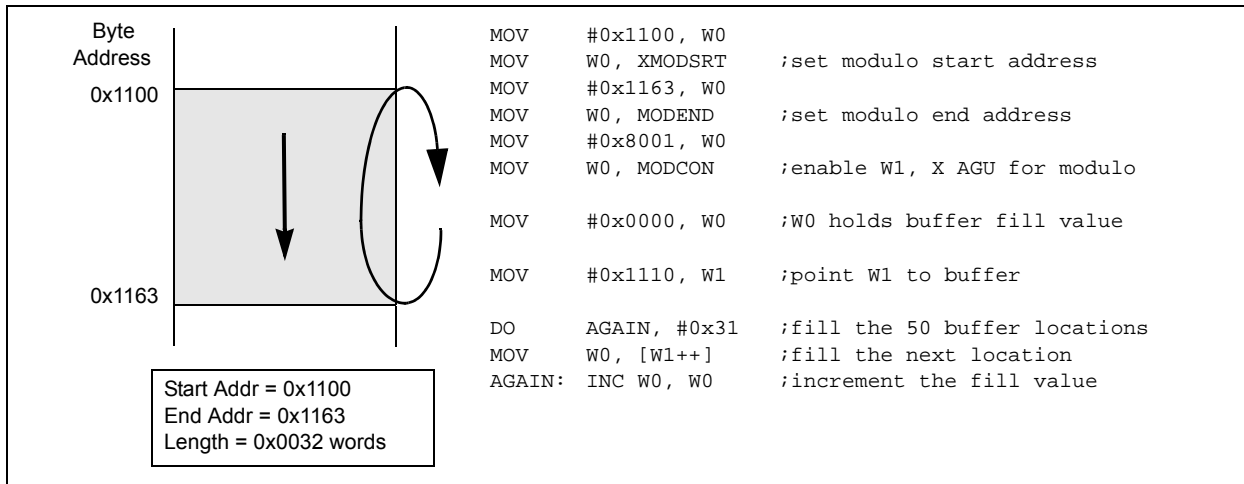 Byte
Address
0x1100
0x1163
Start Addr = 0x1100
End Addr = 0x1163
Length = 0x0032 words
MOV #0x1100, W0
MOV W0, XMODSRT ;set modulo start address
MOV #0x1163, W0
MOV W0, MODEND ;set modulo end address
MOV #0x8001, W0
MOV W0, MODCON ;enable W1, X AGU for modulo
MOV #0x0000, W0 ;W0 holds buffer fill value
MOV #0x1110, W1 ;point W1 to buffer
DO AGAIN, #0x31 ;fill the 50 buffer locations
MOV W0, [W1++] ;fill the next location
AGAIN: INC W0, W0 ;increment the fill value